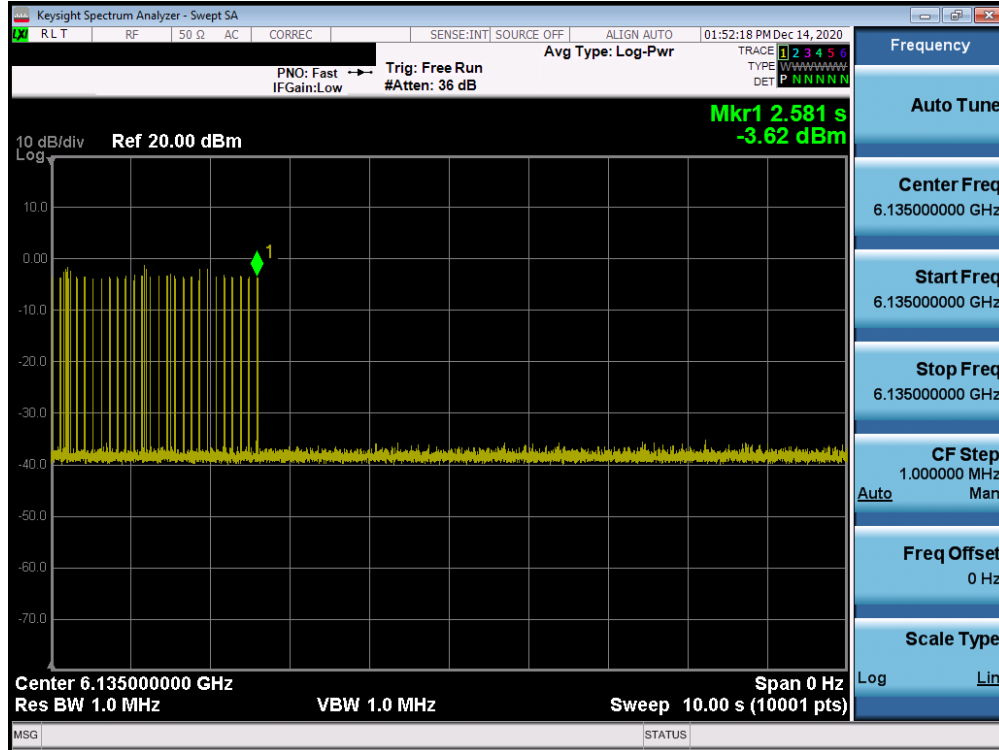 Keysight Spectrum Analyzer - Swept SA
LXI RLT RF 50 Ω AC CORREC SENSE:INT SOURCE OFF ALIGN AUTO 01:52:18 PM Dec 14, 2020
Avg Type: Log-Pwr TRACE 1 2 3 4 5 6
PNO: Fast Trig: Free Run TYPE WWWWWW
IFGain:Low #Atten: 36 dB DET P N N N N N
Mkr1 2.581 s
-3.62 dBm
10 dB/div Ref 20.00 dBm
Log
10.0
0.00
-10.0
-20.0
-30.0
-40.0
-50.0
-60.0
-70.0
1
Center 6.135000000 GHz Span 0 Hz
Res BW 1.0 MHz VBW 1.0 MHz Sweep 10.00 s (10001 pts)
MSG STATUS
Frequency
Auto Tune
Center Freq
6.135000000 GHz
Start Freq
6.135000000 GHz
Stop Freq
6.135000000 GHz
CF Step
1.000000 MHz
Auto Man
Freq Offset
0 Hz
Scale Type
Log Lin